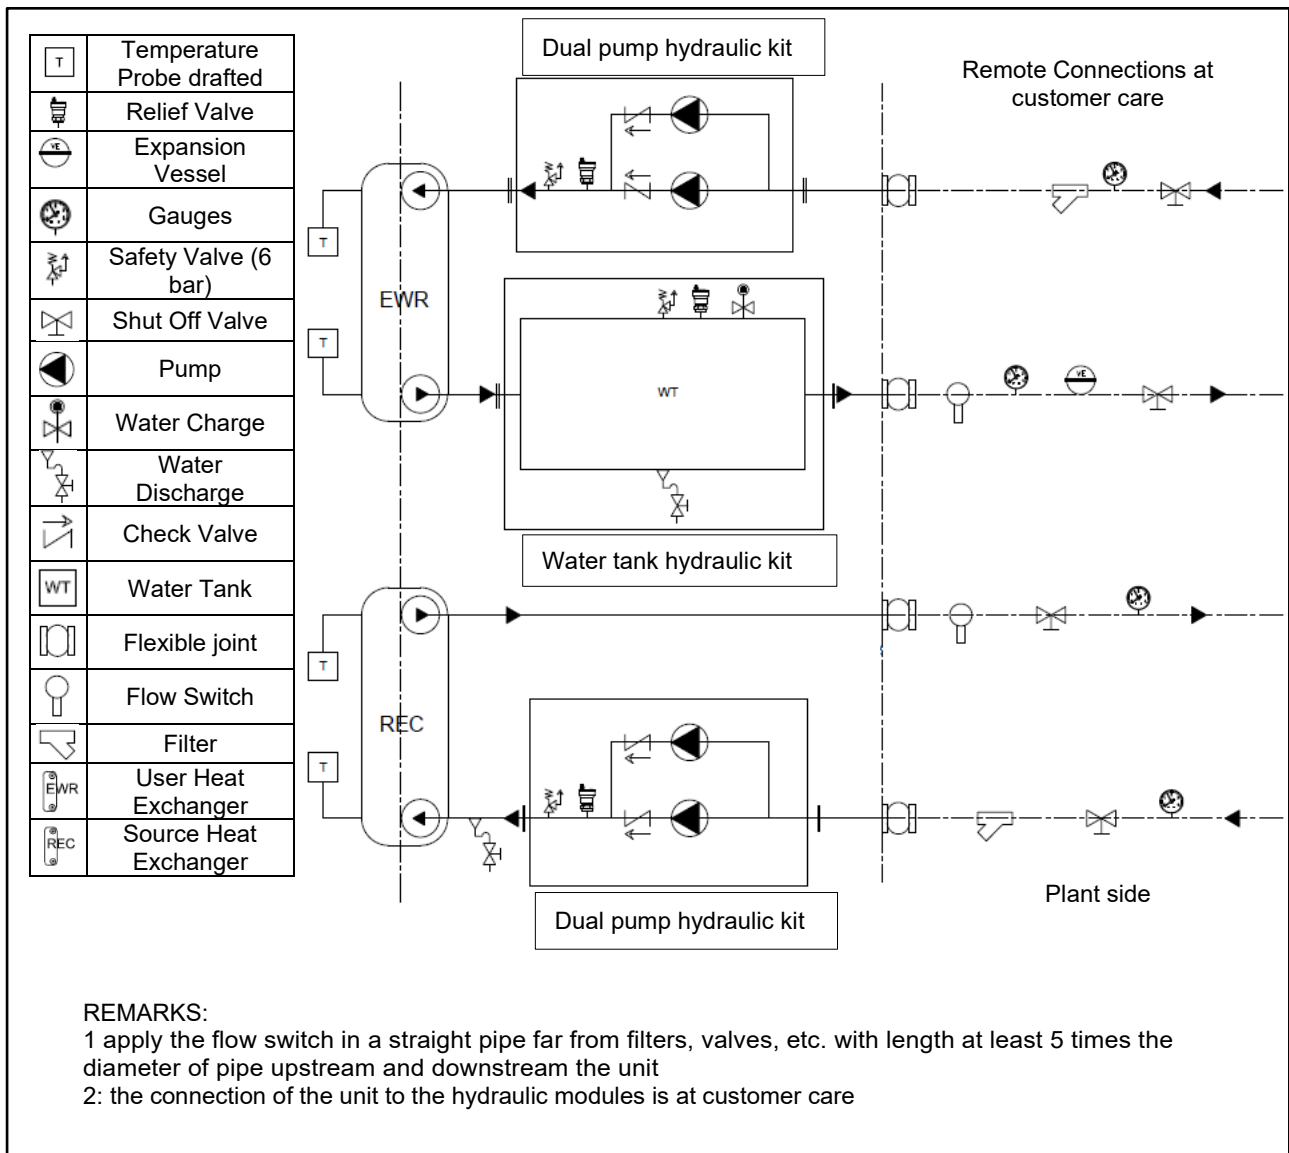 T
Temperature
Probe drafted
Relief Valve
VE
Expansion
Vessel
Gauges
Safety Valve (6
bar)
Shut Off Valve
Pump
Water Charge
Water
Discharge
Check Valve
WT
Water Tank
Flexible joint
Flow Switch
Filter
EWR
User Heat
Exchanger
REC
Source Heat
Exchanger
Dual pump hydraulic kit
Remote Connections at
customer care
T
EWR
T
WT
VE
Water tank hydraulic kit
T
REC
T
Dual pump hydraulic kit
Plant side
REMARKS:
1 apply the flow switch in a straight pipe far from filters, valves, etc. with length at least 5 times the
diameter of pipe upstream and downstream the unit
2: the connection of the unit to the hydraulic modules is at customer care